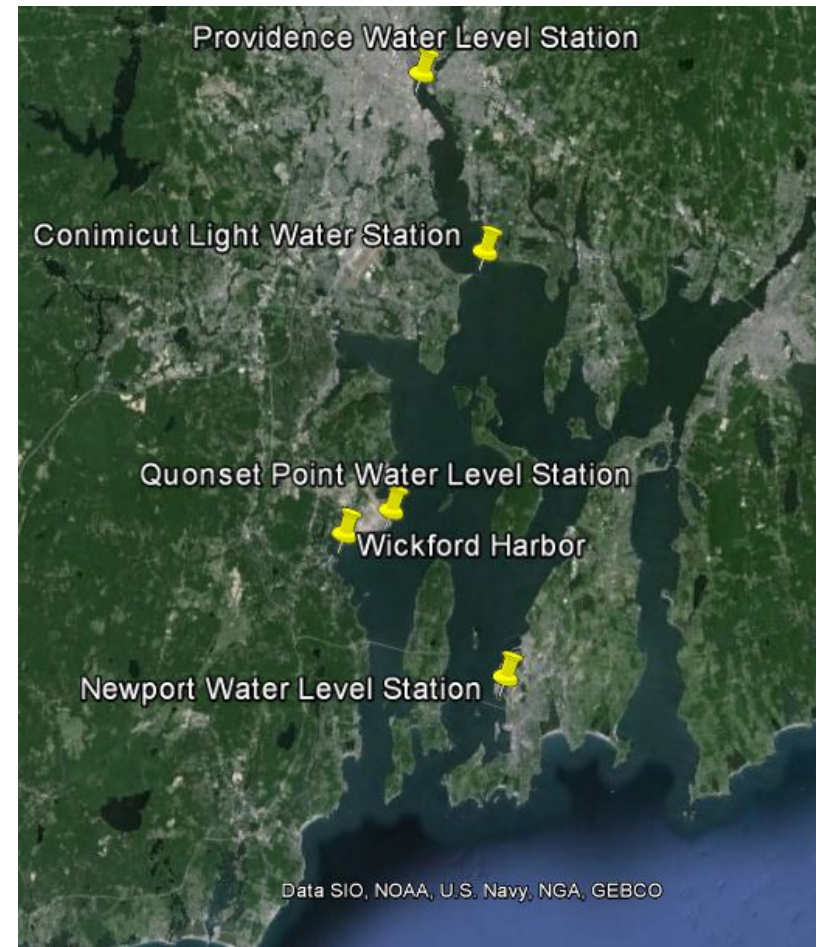 Providence Water Level Station
Conimicut Light Water Station
Quonset Point Water Level Station
Wickford Harbor
Newport Water Level Station
Data SIO, NOAA, U.S. Navy, NGA, GEBCO